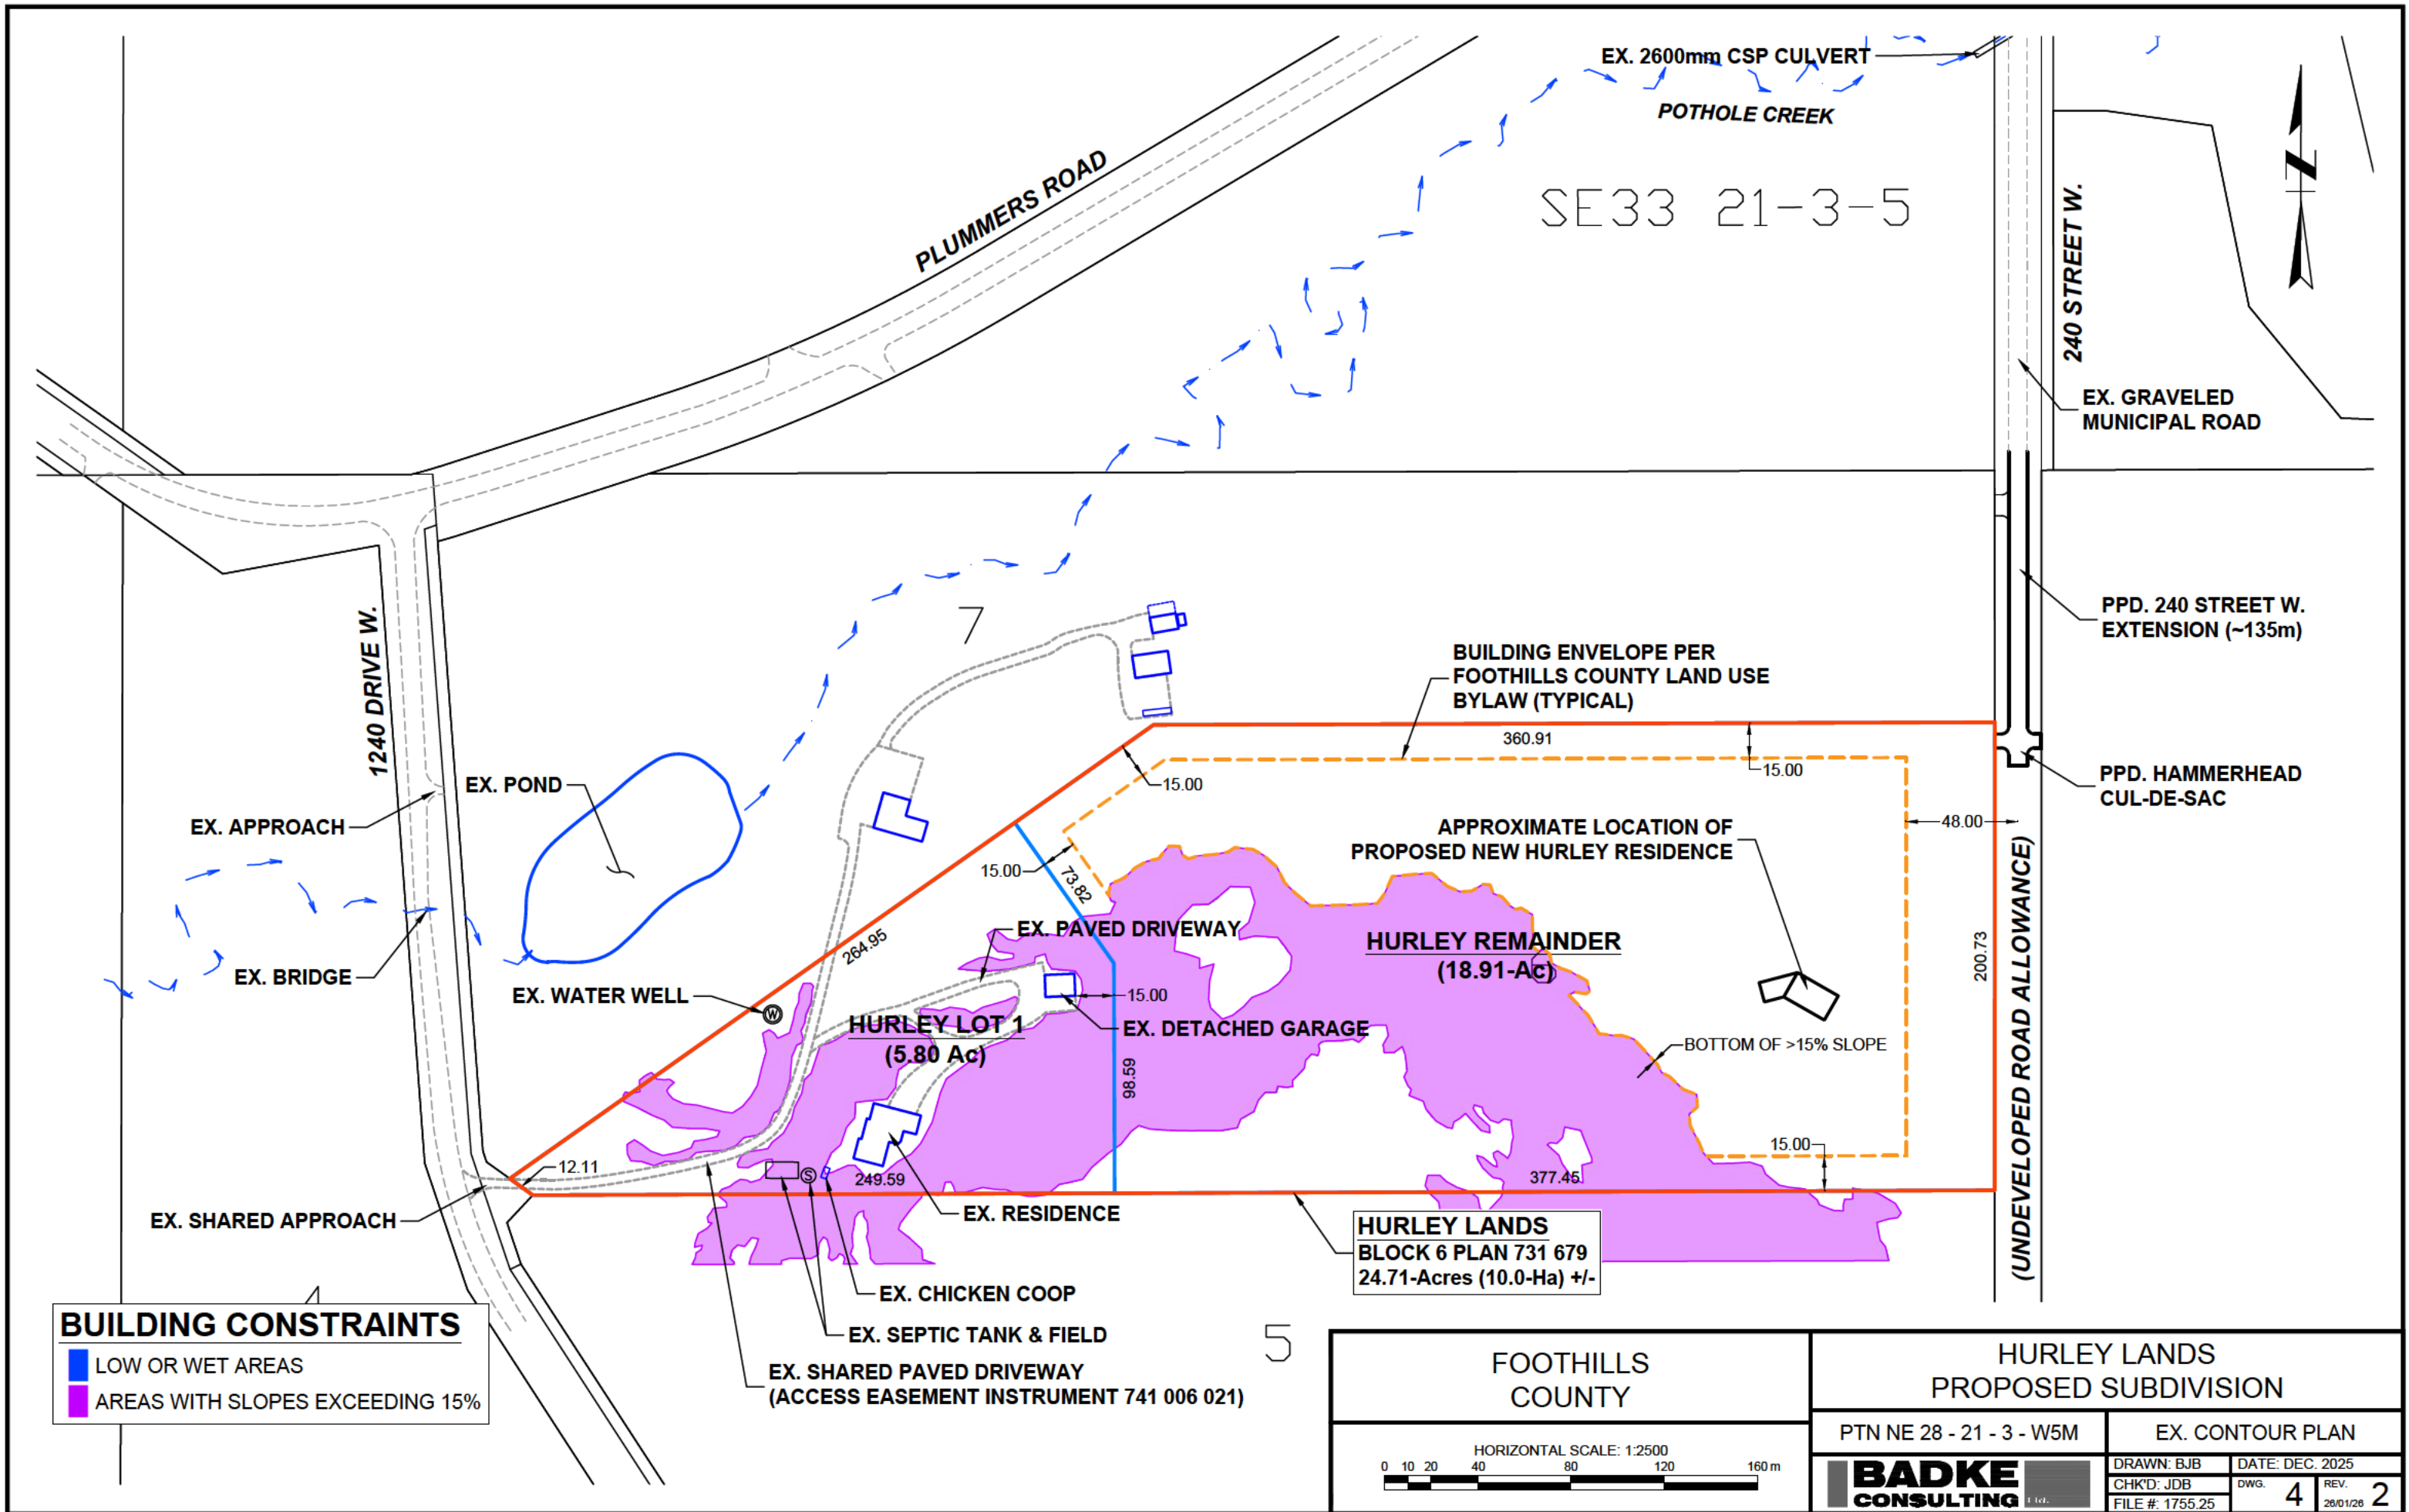 EX. 2600mm CSP CULVERT
POTHOLE CREEK
PLUMMERS ROAD
SE33 21-3-5
N
240 STREET W.
EX. GRAVELED
MUNICIPAL ROAD
PPD. 240 STREET W.
EXTENSION (~135m)
7
1240 DRIVE W.
BUILDING ENVELOPE PER
FOOTHILLS COUNTY LAND USE
BYLAW (TYPICAL)
360.91
15.00
15.00
PPD. HAMMERHEAD
CUL-DE-SAC
EX. POND
EX. APPROACH
48.00
APPROXIMATE LOCATION OF
PROPOSED NEW HURLEY RESIDENCE
15.00
73.82
(UNDEVELOPED ROAD ALLOWANCE)
EX. PAVED DRIVEWAY
264.95
HURLEY REMAINDER
(18.91-Ac)
200.73
EX. BRIDGE
EX. WATER WELL
W
15.00
HURLEY LOT 1
(5.80 Ac)
EX. DETACHED GARAGE
BOTTOM OF >15% SLOPE
98.59
15.00
12.11
S
249.59
377.45
EX. SHARED APPROACH
EX. RESIDENCE
HURLEY LANDS
BLOCK 6 PLAN 731 679
24.71-Acres (10.0-Ha) +/-
EX. CHICKEN COOP
EX. SEPTIC TANK & FIELD
5
EX. SHARED PAVED DRIVEWAY
(ACCESS EASEMENT INSTRUMENT 741 006 021)
BUILDING CONSTRAINTS
LOW OR WET AREAS
AREAS WITH SLOPES EXCEEDING 15%
FOOTHILLS
COUNTY
HORIZONTAL SCALE: 1:2500
0 10 20 40 80 120 160 m
HURLEY LANDS
PROPOSED SUBDIVISION
PTN NE 28 - 21 - 3 - W5M
EX. CONTOUR PLAN
BADKE
CONSULTING Ltd.
DRAWN: BJB
DATE: DEC. 2025
CHK'D: JDB
DWG. 4
REV. 2
26/01/26
FILE #: 1755.25